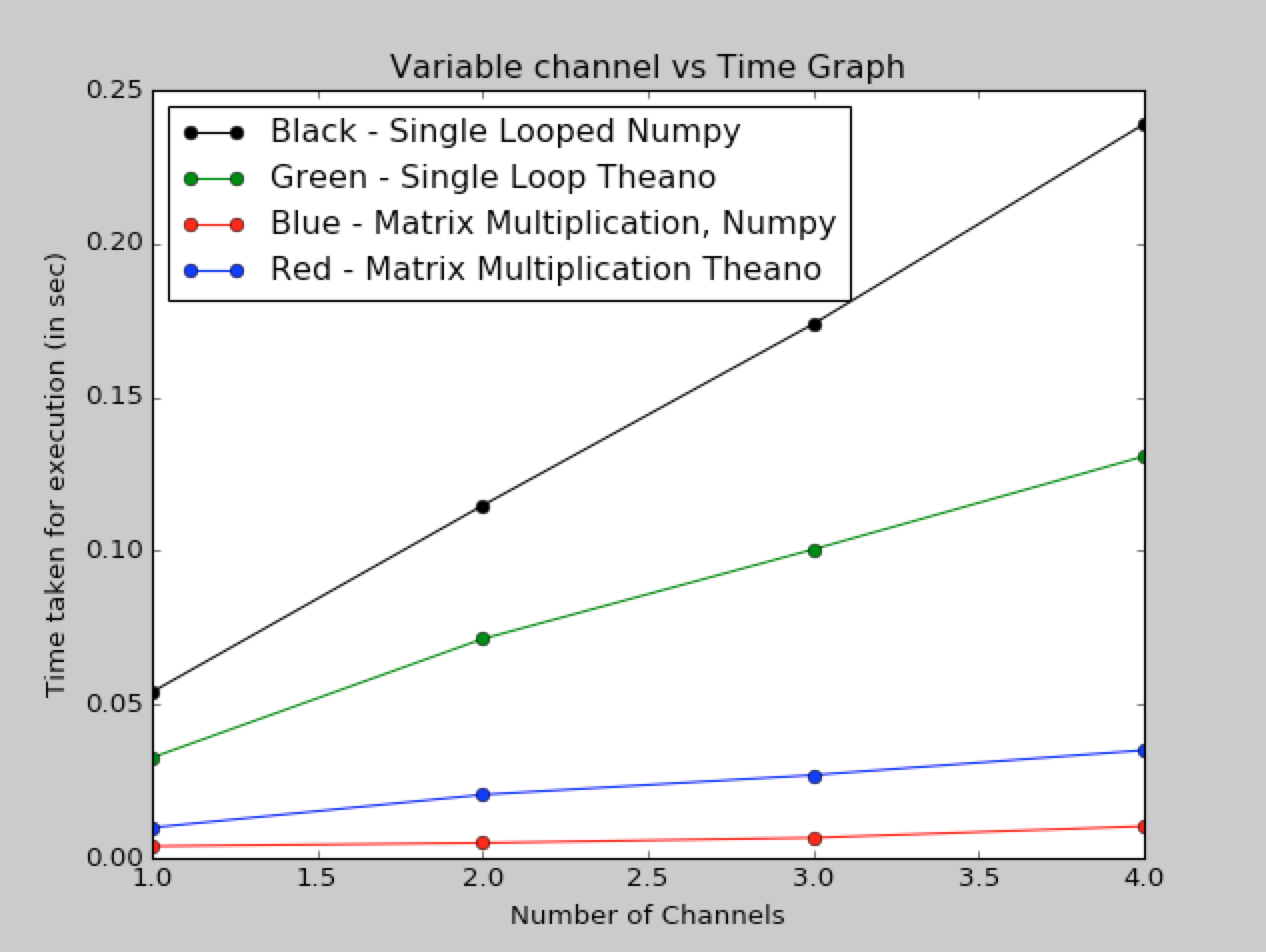 Variable channel vs Time Graph
0.25
0.20
0.15
0.10
0.05
0.00
Black - Single Looped Numpy
Green - Single Loop Theano
Blue - Matrix Multiplication, Numpy
Red - Matrix Multiplication Theano
Time taken for execution (in sec)
1.0 1.5 2.0 2.5 3.0 3.5 4.0
Number of Channels